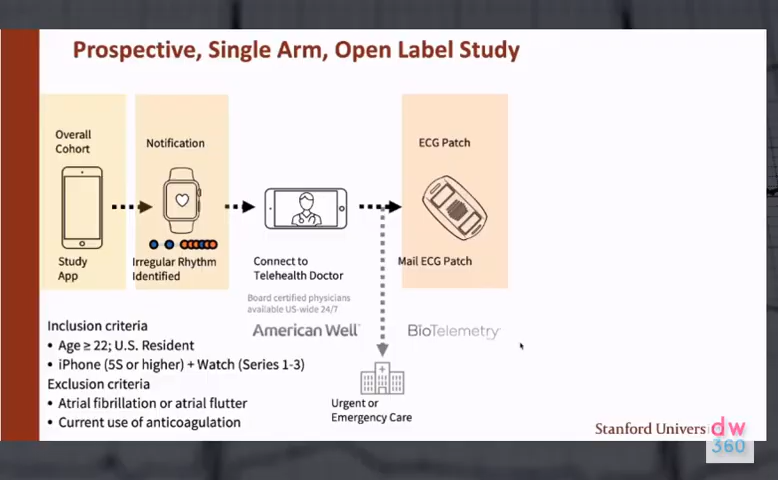 Prospective, Single Arm, Open Label Study
Overall
Cohort
Study
App
Notification
Irregular Rhythm
Identified
Connect to
Telehealth Doctor
Board certified physicians
available US-wide 24/7
American Well
ECG Patch
Mail ECG Patch
BioTelemetry
Urgent or
Emergency Care
Inclusion criteria
• Age ≥ 22; U.S. Resident
• iPhone (5S or higher) + Watch (Series 1-3)
Exclusion criteria
• Atrial fibrillation or atrial flutter
• Current use of anticoagulation
Stanford Univers
dw
360